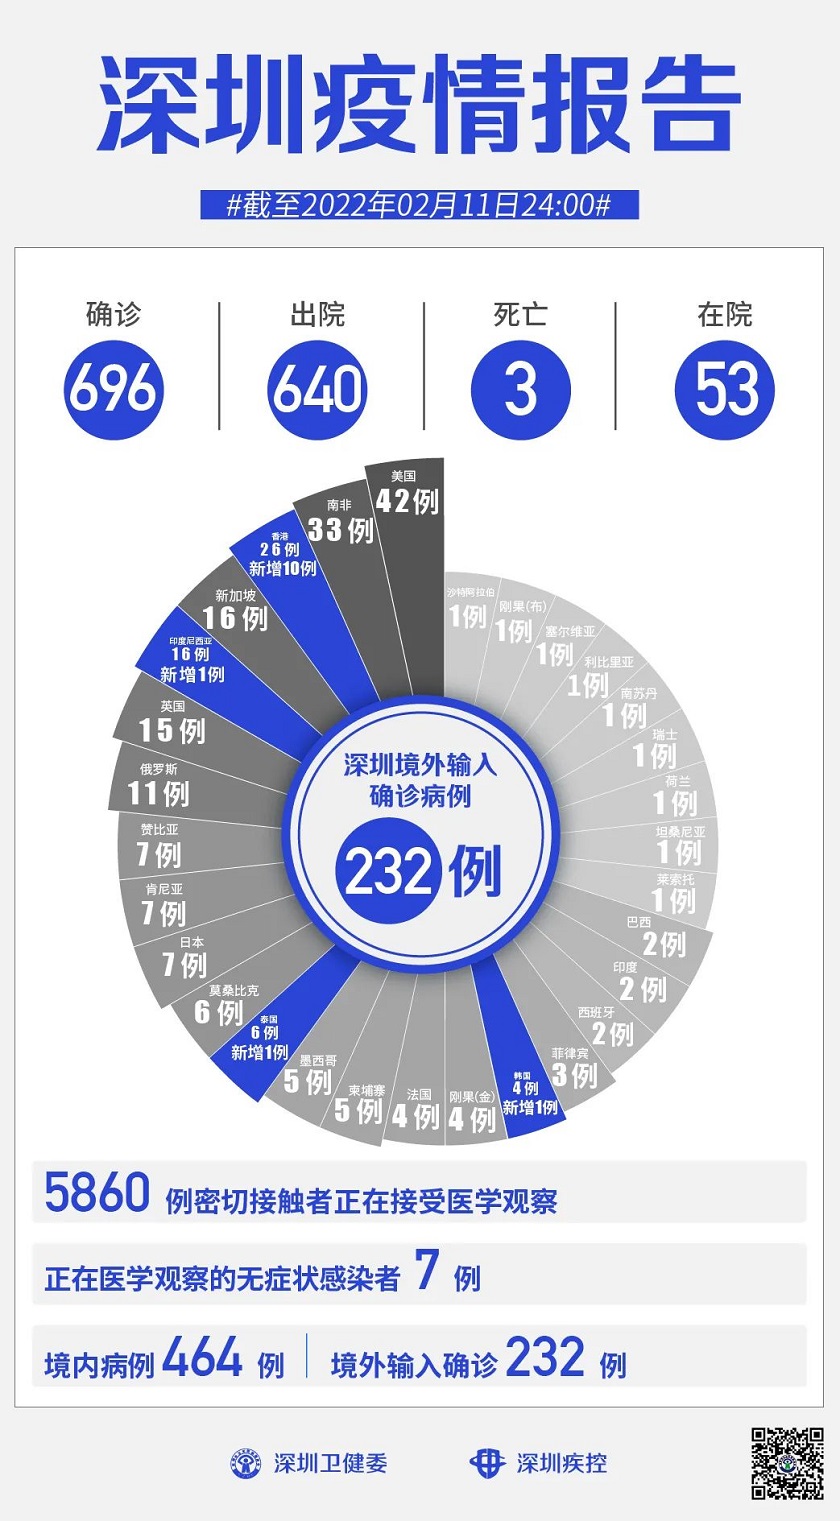 深圳疫情报告
#截至2022年02月11日24:00#
确诊
696
出院
640
死亡
3
在院
53
美国
42例
南非
33例
香港
26例
新增10例
新加坡
16例
印度尼西亚
16例
新增1例
英国
15例
俄罗斯
11例
赞比亚
7例
肯尼亚
7例
日本
7例
莫桑比克
6例
泰国
6例
新增1例
墨西哥
5例
柬埔寨
5例
法国
4例
刚果(金)
4例
韩国
4例
新增1例
菲律宾
3例
西班牙
2例
印度
2例
巴西
2例
莱索托
1例
坦桑尼亚
1例
荷兰
1例
瑞士
1例
南苏丹
1例
利比里亚
1例
塞尔维亚
1例
刚果(布)
1例
沙特阿拉伯
1例
深圳境外输入
确诊病例
232例
5860 例密切接触者正在接受医学观察
正在医学观察的无症状感染者 7 例
境内病例 464 例
境外输入确诊 232 例
深圳卫健委
深圳疾控